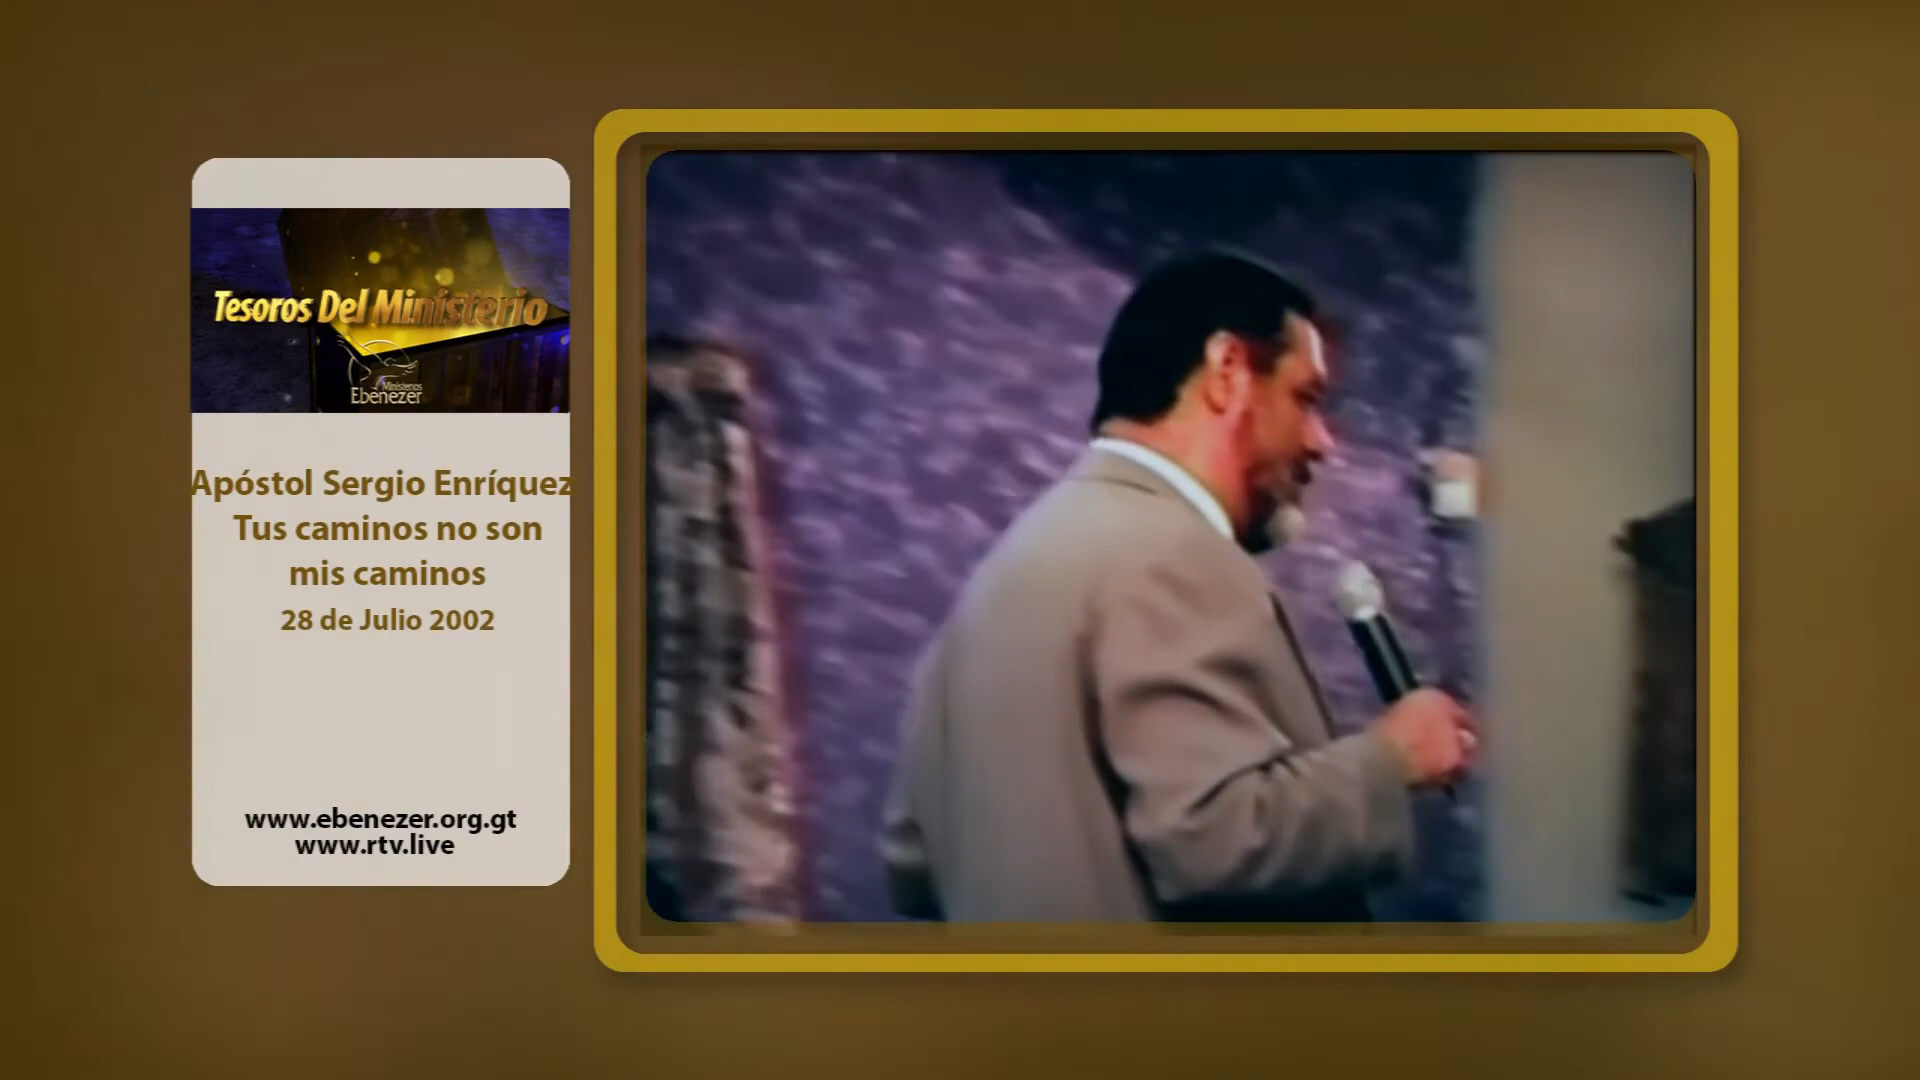 Tesoros Del Ministerio
Ministerios
Ebenezer
Apóstol Sergio Enríquez
Tus caminos no son
mis caminos
28 de Julio 2002
www.ebenezer.org.gt
www.rtv.live